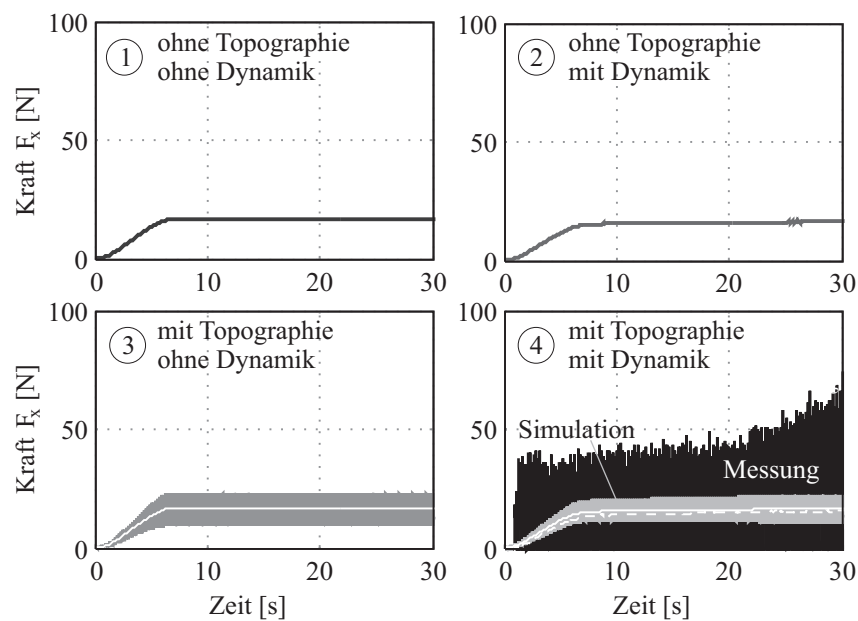 100
1 ohne Topographie
ohne Dynamik
50
0
0
10
20
30
Kraft Fx [N]
100
2 ohne Topographie
mit Dynamik
50
0
0
10
20
30
100
3 mit Topographie
ohne Dynamik
50
0
0
10
20
30
Kraft Fx [N]
Zeit [s]
100
4 mit Topographie
mit Dynamik
50
Simulation
Messung
0
0
10
20
30
Zeit [s]